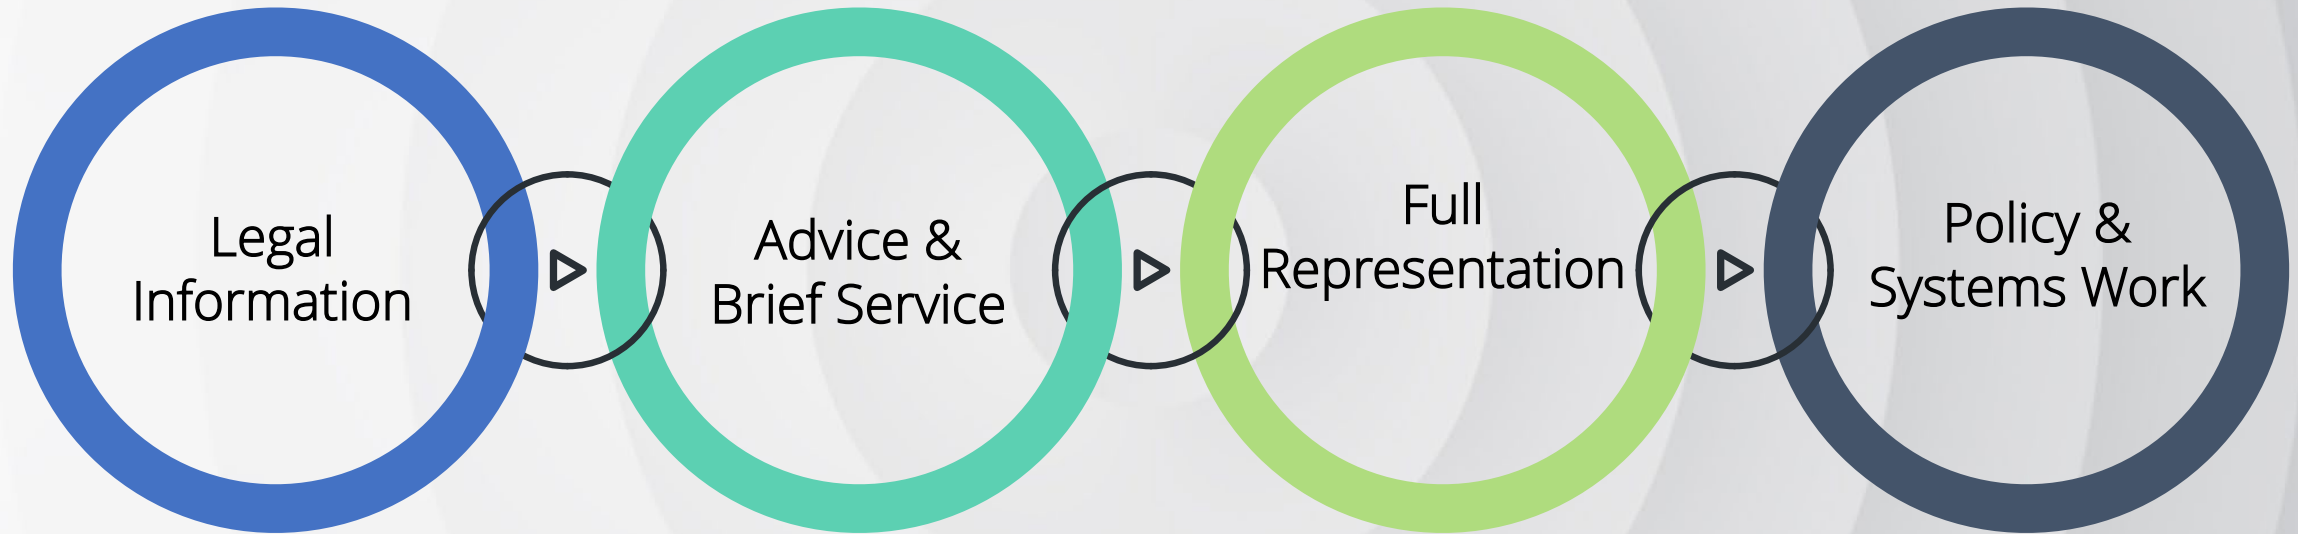 Legal
Information
Advice &
Brief Service
Full
Representation
Policy &
Systems Work